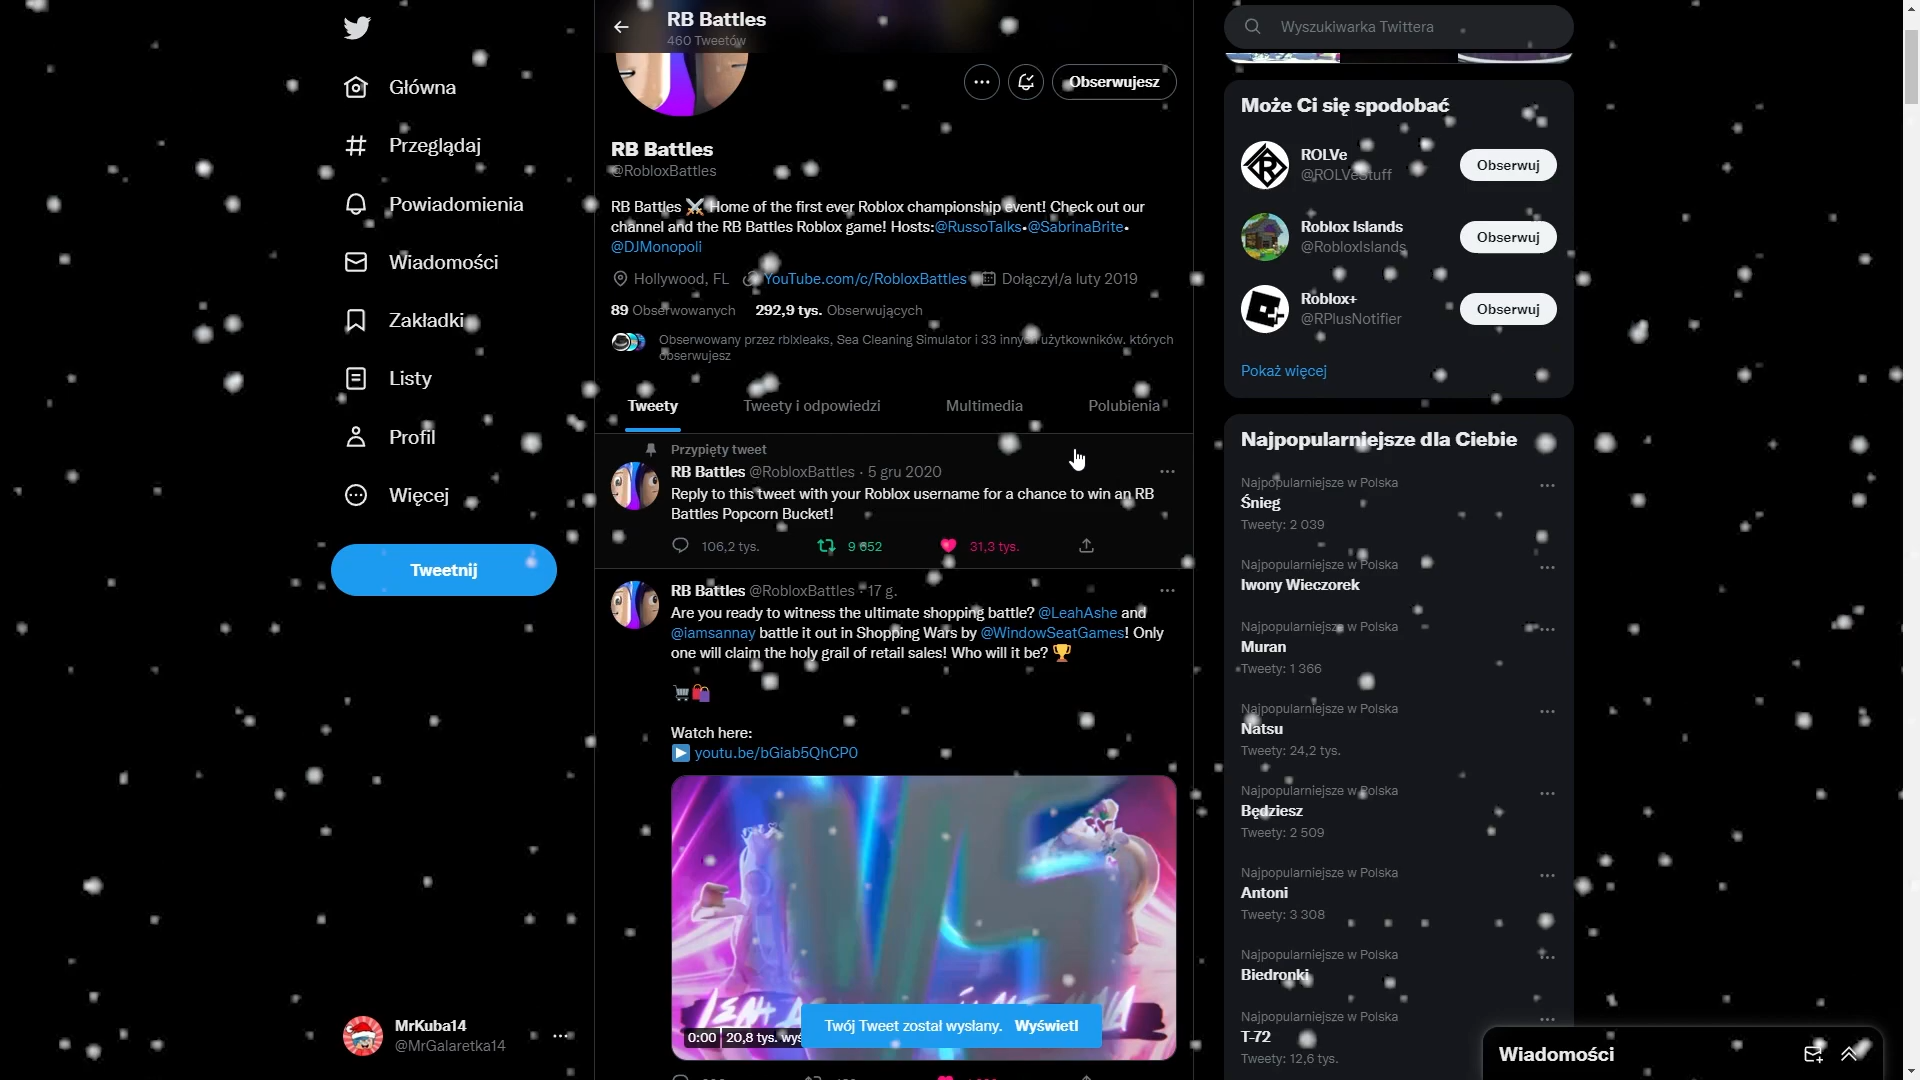 Główna
Przeglądaj
Powiadomienia
Wiadomości
Zakładki
Listy
Profil
Więcej
Tweetnij
MrKuba14
@MrGalaretka14
RB Battles
460 Tweetów
Obserwujesz
RB Battles
@RobloxBattles
RB Battles ⚔ Home of the first ever Roblox championship event! Check out our
channel and the RB Battles Roblox game! Hosts:@RussoTalks•@SabrinaBrite•
@DJMonopoli
Hollywood, FL YouTube.com/c/RobloxBattles Dołączył/a luty 2019
89 Obserwowanych 292,9 tys. Obserwujących
Obserwowany przez rblxleaks, Sea Cleaning Simulator i 33 innych użytkowników. których
obserwujesz
Tweety Tweety i odpowiedzi Multimedia Polubienia
Przypięty tweet
RB Battles @RobloxBattles · 5 gru 2020
Reply to this tweet with your Roblox username for a chance to win an RB
Battles Popcorn Bucket!
106,2 tys. 9 652 31,3 tys.
RB Battles @RobloxBattles · 17 g.
Are you ready to witness the ultimate shopping battle? @LeahAshe and
@iamsannay battle it out in Shopping Wars by @WindowSeatGames! Only
one will claim the holy grail of retail sales! Who will it be? 🏆
🛒🛍
Watch here:
▶ youtu.be/bGiab5QhCP0
VS
0:00 20,8 tys.
Twój Tweet został wysłany. Wyświetl
Wyszukiwarka Twittera
Może Ci się spodobać
ROLVe
@ROLVeStuff
Obserwuj
Roblox Islands
@RobloxIslands
Obserwuj
Roblox+
@RPlusNotifier
Obserwuj
Pokaż więcej
Najpopularniejsze dla Ciebie
Najpopularniejsze w Polska
Śnieg
Tweety: 2 039
Najpopularniejsze w Polska
Iwony Wieczorek
Najpopularniejsze w Polska
Muran
Tweety: 1 366
Najpopularniejsze w Polska
Natsu
Tweety: 24,2 tys.
Najpopularniejsze w Polska
Będziesz
Tweety: 2 509
Najpopularniejsze w Polska
Antoni
Tweety: 3 308
Najpopularniejsze w Polska
Biedronki
Najpopularniejsze w Polska
T-72
Tweety: 12,6 tys.
Wiadomości